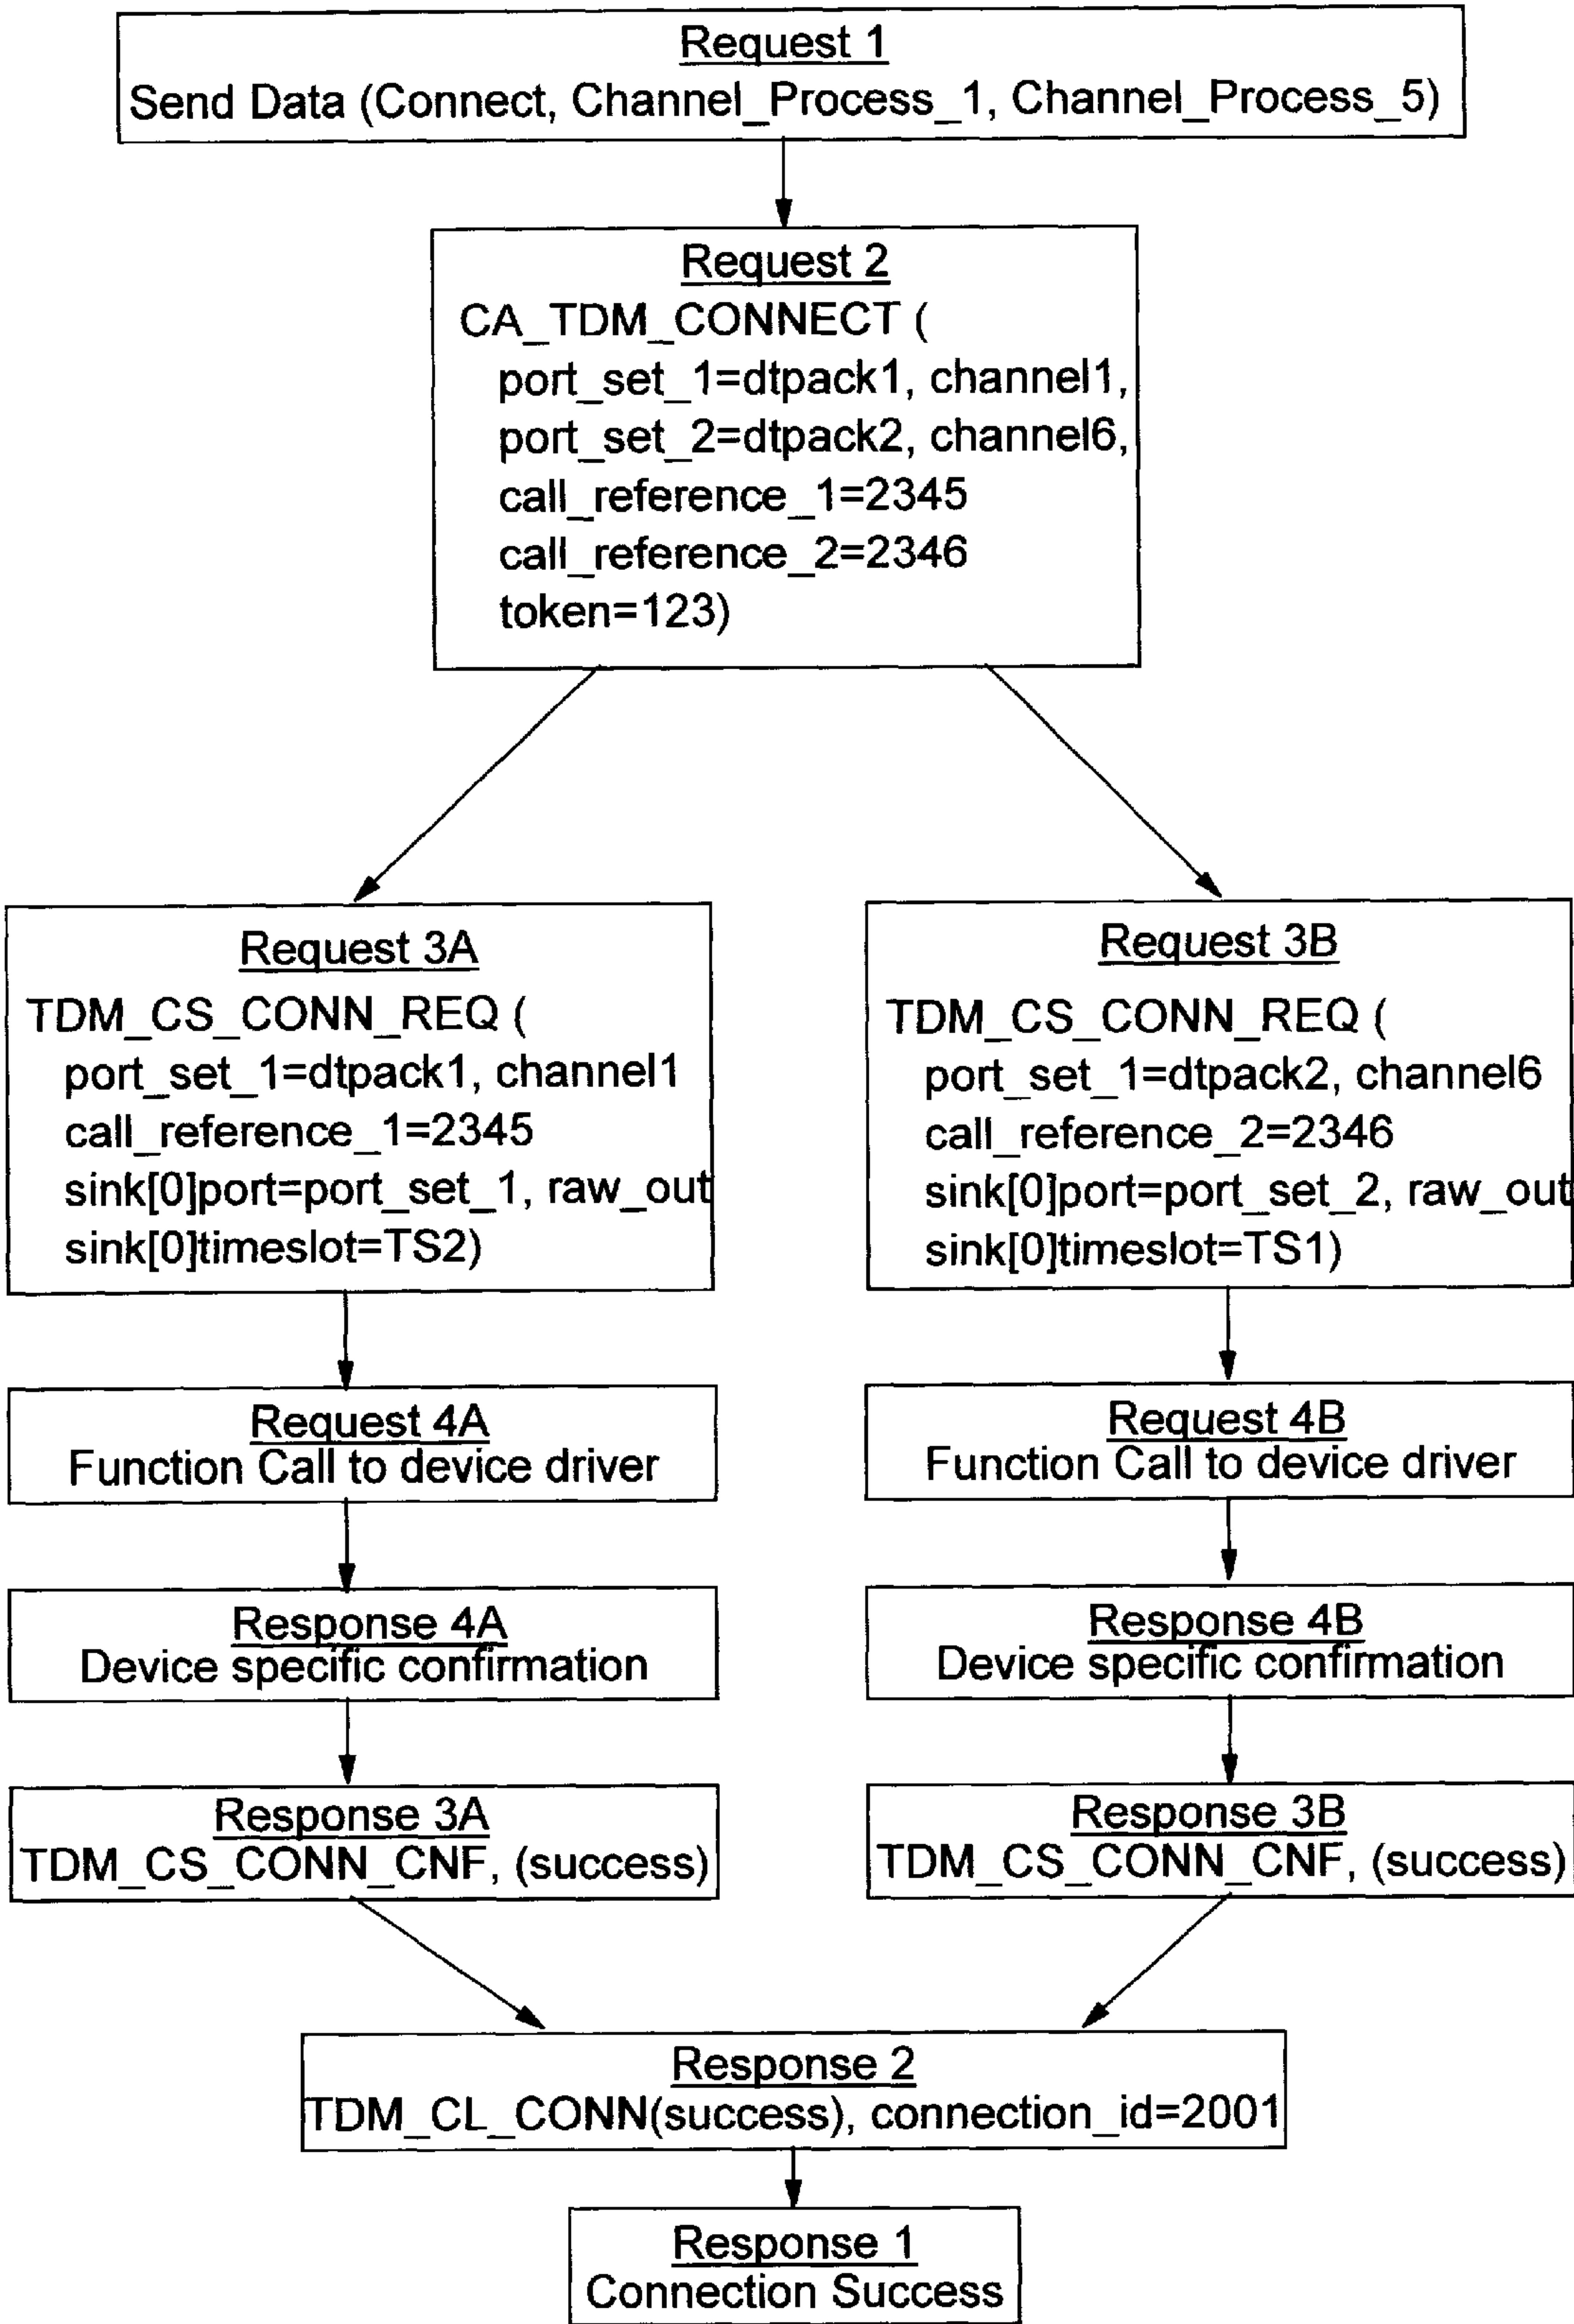 Request 1
Send Data (Connect, Channel_Process_1, Channel_Process_5)
Request 2
CA_TDM_CONNECT (
port_set_1=dtpack1, channel1,
port_set_2=dtpack2, channel6,
call_reference_1=2345
call_reference_2=2346
token=123)
Request 3A
TDM_CS_CONN_REQ (
port_set_1=dtpack1, channel1
call_reference_1=2345
sink[0]port=port_set_1, raw_out
sink[0]timeslot=TS2)
Request 3B
TDM_CS_CONN_REQ (
port_set_1=dtpack2, channel6
call_reference_2=2346
sink[0]port=port_set_2, raw_out
sink[0]timeslot=TS1)
Request 4A
Function Call to device driver
Request 4B
Function Call to device driver
Response 4A
Device specific confirmation
Response 4B
Device specific confirmation
Response 3A
TDM_CS_CONN_CNF, (success)
Response 3B
TDM_CS_CONN_CNF, (success)
Response 2
TDM_CL_CONN(success), connection_id=2001
Response 1
Connection Success